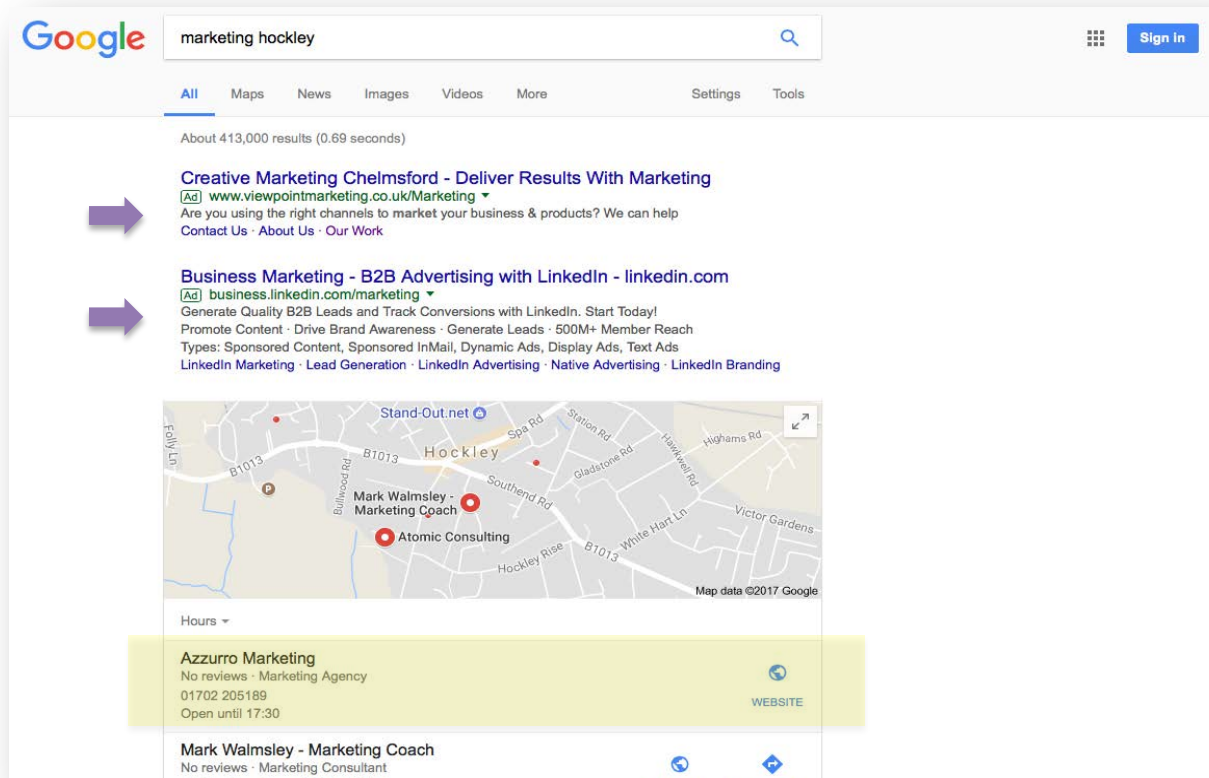 Google
marketing hockley
Sign in
All Maps News Images Videos More Settings Tools
About 413,000 results (0.69 seconds)
Creative Marketing Chelmsford - Deliver Results With Marketing
Ad www.viewpointmarketing.co.uk/Marketing
Are you using the right channels to market your business & products? We can help
Contact Us · About Us · Our Work
Business Marketing - B2B Advertising with LinkedIn - linkedin.com
Ad business.linkedin.com/marketing
Generate Quality B2B Leads and Track Conversions with LinkedIn. Start Today!
Promote Content · Drive Brand Awareness · Generate Leads · 500M+ Member Reach
Types: Sponsored Content, Sponsored InMail, Dynamic Ads, Display Ads, Text Ads
LinkedIn Marketing · Lead Generation · LinkedIn Advertising · Native Advertising · LinkedIn Branding
Stand-Out.net
Folly Ln
B1013
B1013
Hockley
Spa Rd
Station Rd
Gladstone Rd
Hawkwell Rd
Highams Rd
P
Bullwood Rd
Southend Rd
Mark Walmsley -
Marketing Coach
Atomic Consulting
Hockley Rise
B1013
White Hart Ln
Victor Gardens
Map data ©2017 Google
Hours
Azzurro Marketing
No reviews · Marketing Agency
01702 205189
Open until 17:30
WEBSITE
Mark Walmsley - Marketing Coach
No reviews · Marketing Consultant